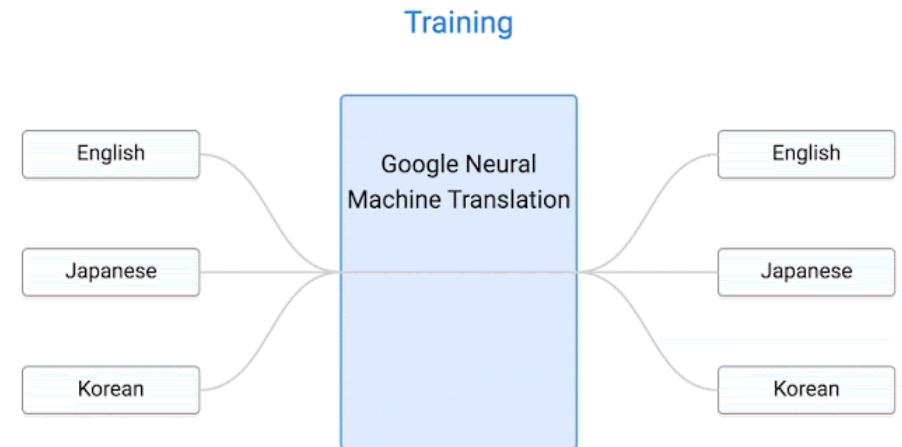 Training
Google Neural
Machine Translation
English
Japanese
Korean
English
Japanese
Korean